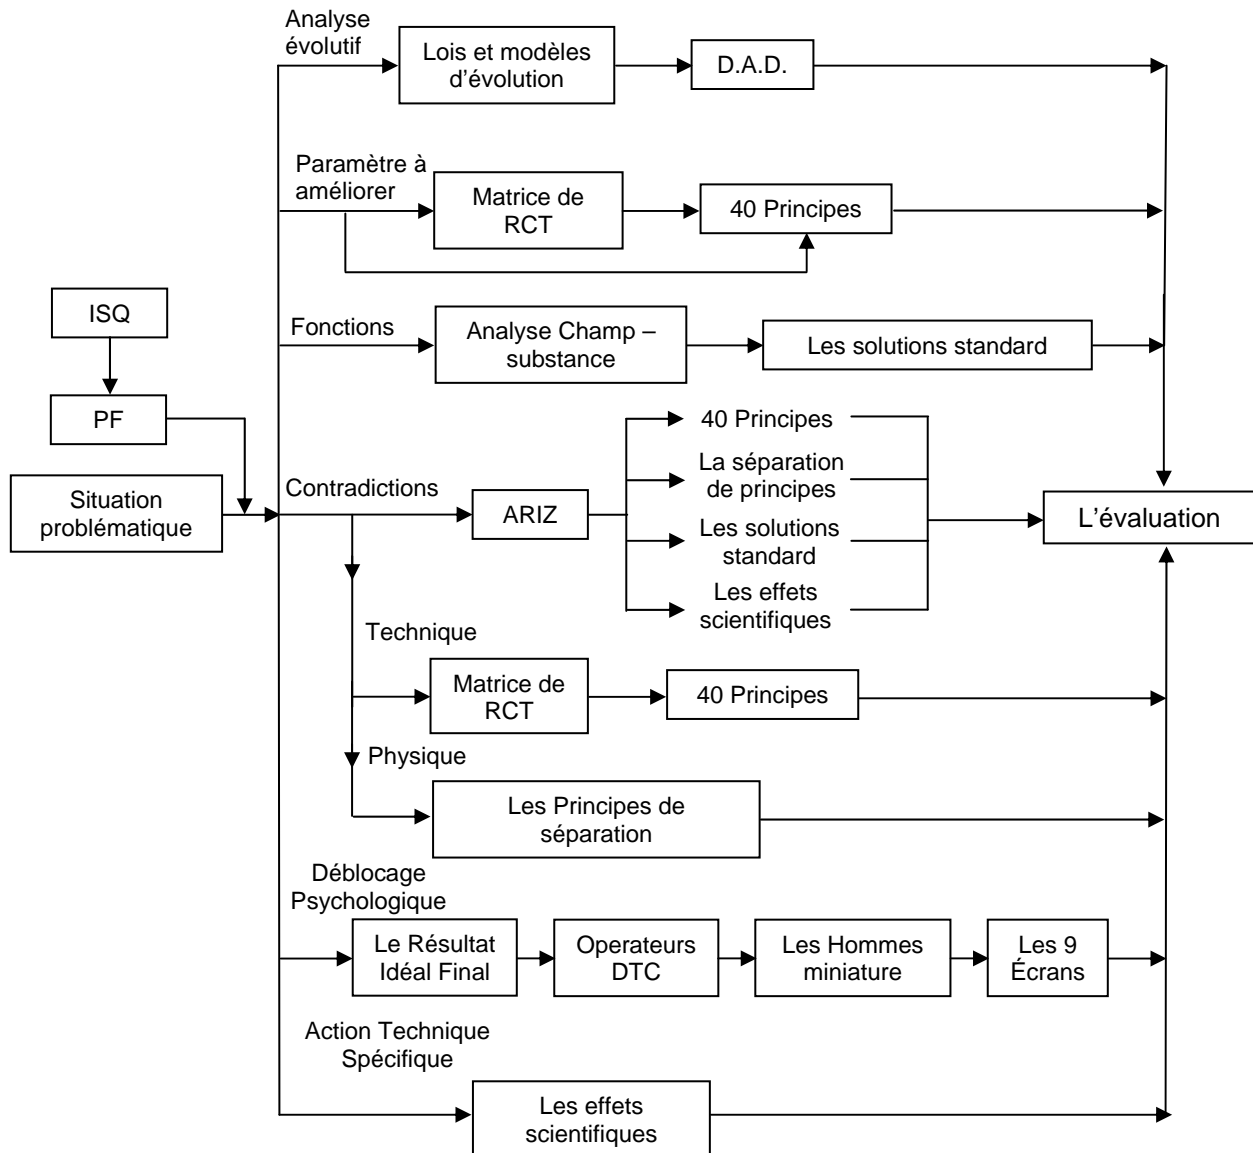 Analyse
évolutif
Lois et modèles
d'évolution
D.A.D.
Paramètre à
améliorer
Matrice de
RCT
40 Principes
ISQ
Fonctions
Analyse Champ –
substance
Les solutions standard
PF
Situation
problématique
Contradictions
ARIZ
40 Principes
La séparation
de principes
Les solutions
standard
Les effets
scientifiques
L'évaluation
Technique
Matrice de
RCT
40 Principes
Physique
Les Principes de
séparation
Déblocage
Psychologique
Le Résultat
Idéal Final
Operateurs
DTC
Les Hommes
miniature
Les 9
Écrans
Action Technique
Spécifique
Les effets
scientifiques